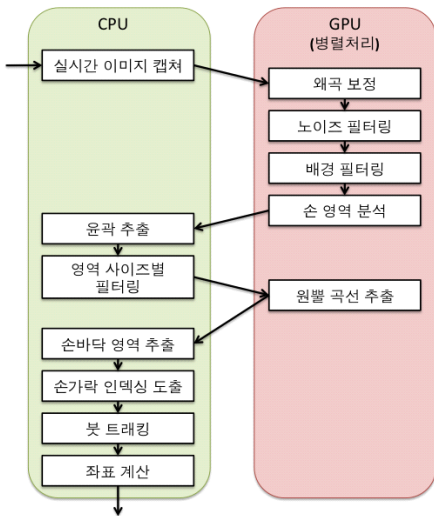 CPU
GPU
(병렬처리)
실시간 이미지 캡쳐
왜곡 보정
노이즈 필터링
배경 필터링
손 영역 분석
윤곽 추출
영역 사이즈별
필터링
원뿔 곡선 추출
손바닥 영역 추출
손가락 인덱싱 도출
붓 트래킹
좌표 계산